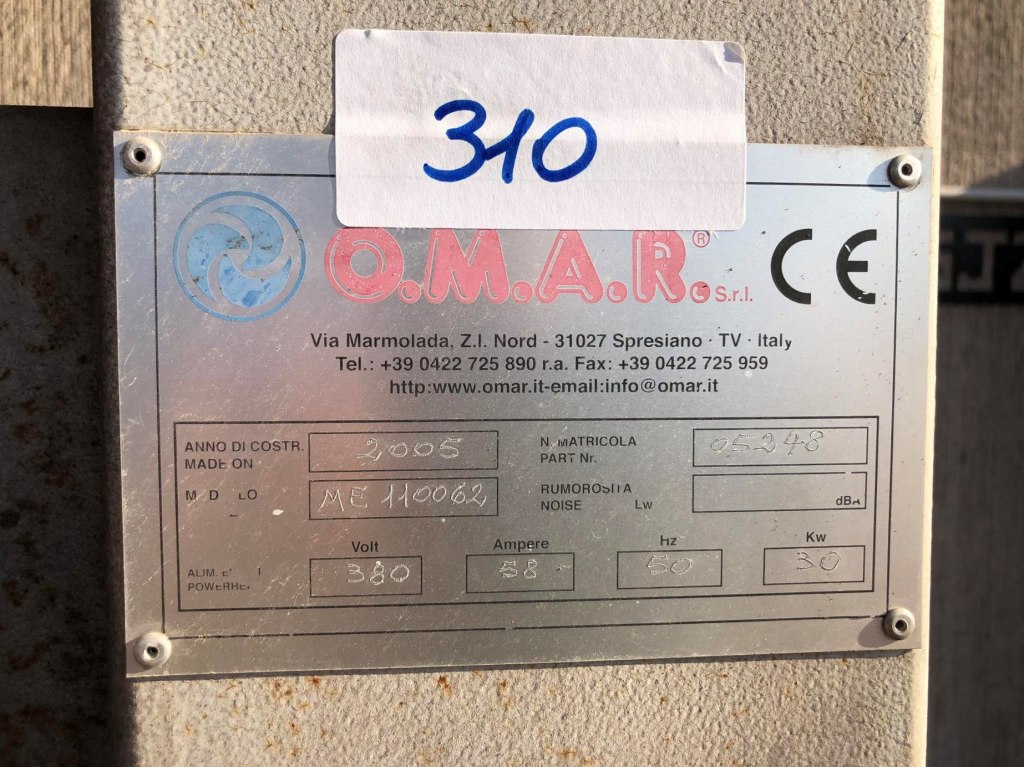 310
O.M.A.R.® S.r.l. CE
Via Marmolada, Z.I. Nord - 31027 Spresiano · TV · Italy
Tel.: +39 0422 725 890 r.a. Fax: +39 0422 725 959
http:www.omar.it-email:info@omar.it
ANNO DI COSTR. 2005 N. MATRICOLA 05248
MADE ON PART Nr.
ME 110062 RUMOROSITA
NOISE Lw dBA
Volt Ampere Hz Kw
380 58 50 30